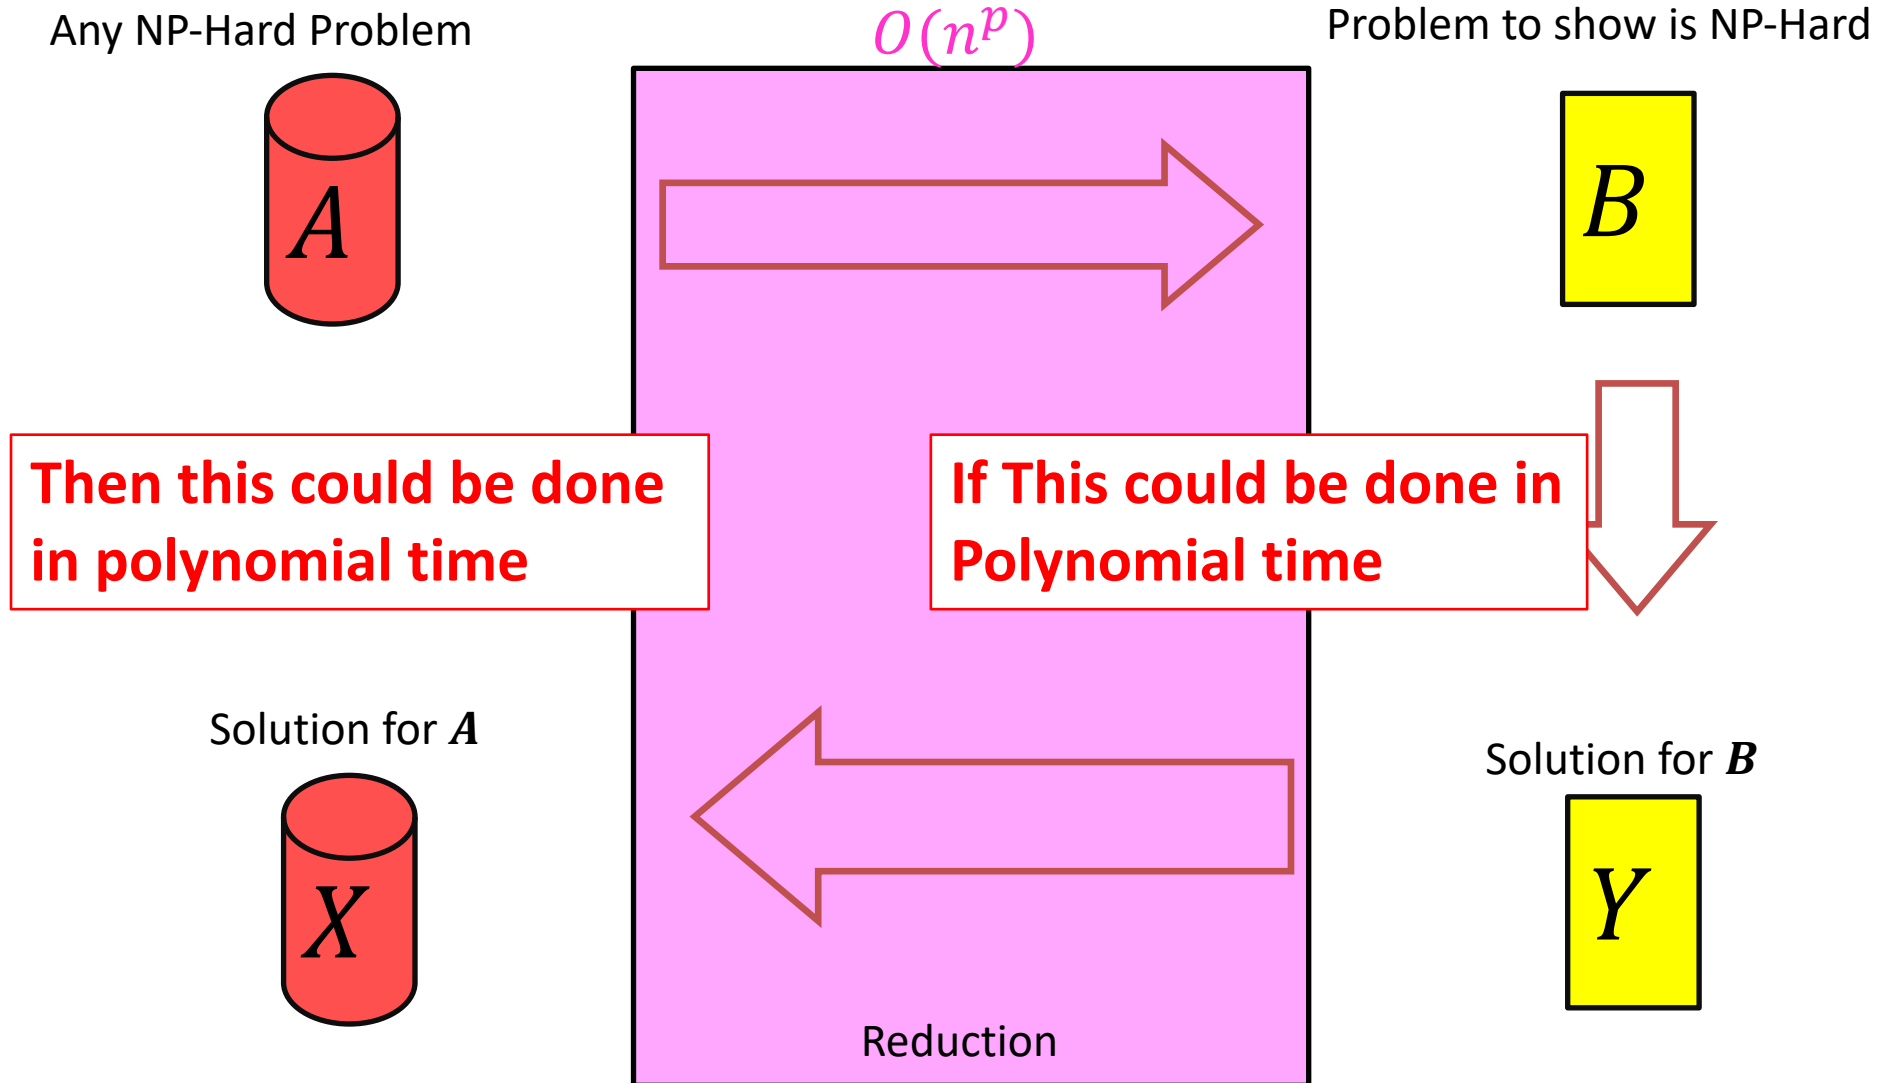 Any NP-Hard Problem
O(n^p)
Problem to show is NP-Hard
A
B
Then this could be done
in polynomial time
If This could be done in
Polynomial time
Solution for A
Solution for B
X
Y
Reduction